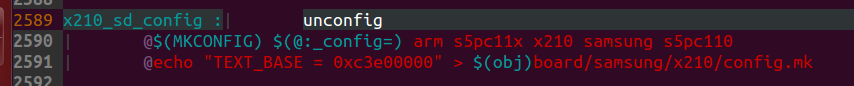 2589 x210_sd_config :| unconfig
2590 | @$(MKCONFIG) $(@:_config=) arm s5pc11x x210 samsung s5pc110
2591 | @echo "TEXT_BASE = 0xc3e00000" > $(obj)board/samsung/x210/config.mk
2592